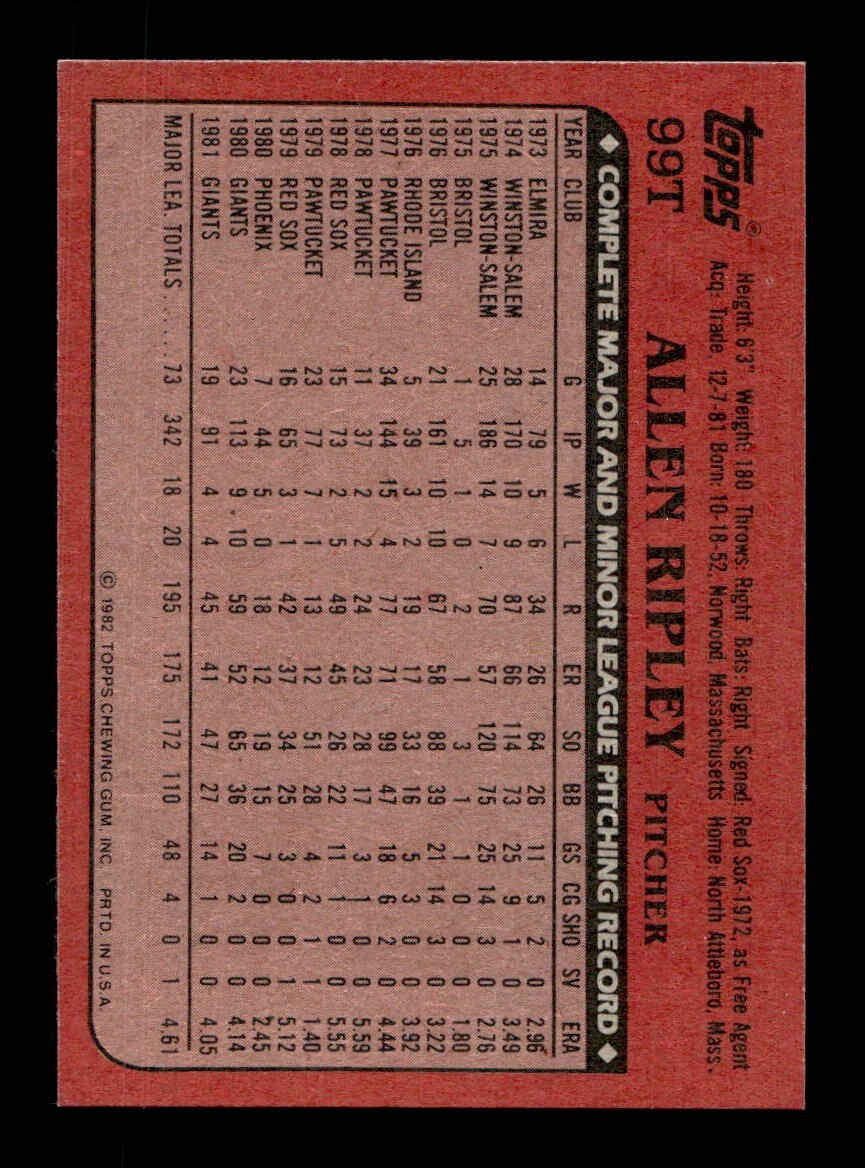 topps®
Height: 6'3" Weight: 180 Throws: Right Bats: Right Signed: Red Sox-1972, as Free Agent
Acq: Trade, 12-7-81 Born: 10-18-52, Norwood, Massachusetts Home: North Attleboro, Mass.
99T ALLEN RIPLEY PITCHER
◆ COMPLETE MAJOR AND MINOR LEAGUE PITCHING RECORD ◆
YEAR CLUB G IP W L R ER SO BB GS CG SHO SV ERA
1973 ELMIRA 14 79 5 6 34 26 64 26 11 5 2 0 2.96
1974 WINSTON-SALEM 28 170 10 9 87 66 114 73 25 9 1 0 3.49
1975 WINSTON-SALEM 25 186 14 7 70 57 120 75 25 14 3 0 2.76
1975 BRISTOL 1 5 1 0 2 1 3 1 1 0 0 0 1.80
1976 BRISTOL 21 161 10 10 67 58 88 39 21 14 3 0 3.22
1976 RHODE ISLAND 5 39 3 2 19 17 33 16 5 3 0 0 3.92
1977 PAWTUCKET 34 144 15 4 77 71 99 47 18 6 2 0 4.44
1978 PAWTUCKET 11 37 2 2 24 23 28 17 3 1 0 0 5.59
1978 RED SOX 15 73 2 5 49 45 26 22 11 1 0 0 5.55
1979 PAWTUCKET 23 77 7 1 13 12 51 28 4 2 1 1 1.40
1979 RED SOX 16 65 3 1 42 37 34 25 3 0 0 1 5.12
1980 PHOENIX 7 44 5 0 18 12 19 15 7 0 0 0 2.45
1980 GIANTS 23 113 9 10 59 52 65 36 20 2 0 0 4.14
1981 GIANTS 19 91 4 4 45 41 47 27 14 1 0 0 4.05
MAJOR LEA. TOTALS..... 73 342 18 20 195 175 172 110 48 4 0 1 4.61
© 1982 TOPPS CHEWING GUM, INC. PRTD. IN U.S.A.